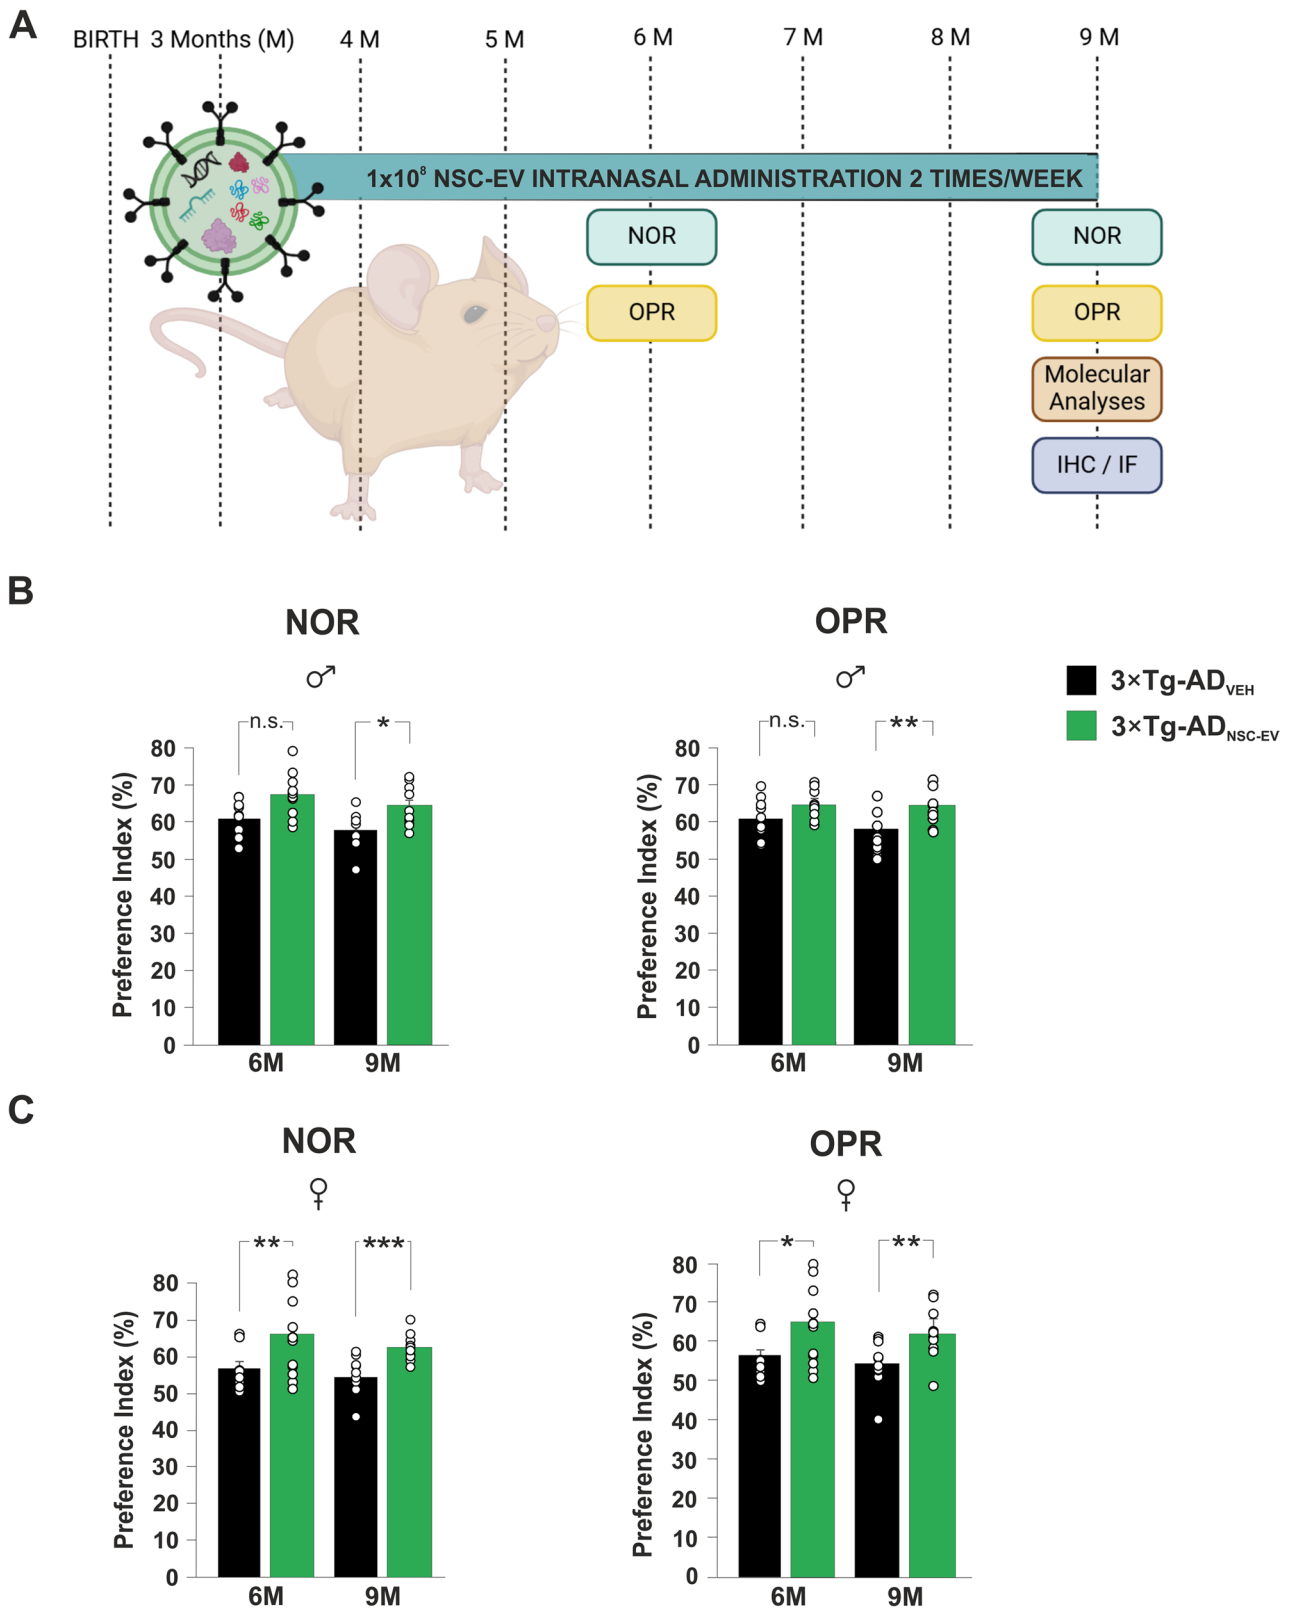 A
BIRTH 3 Months (M) 4 M 5 M 6 M 7 M 8 M 9 M
1x10⁸ NSC-EV INTRANASAL ADMINISTRATION 2 TIMES/WEEK
NOR NOR
OPR OPR
Molecular
Analyses
IHC / IF
B
NOR OPR
♂ ♂
3×Tg-ADVEH
3×Tg-ADNSC-EV
n.s. * n.s. **
Preference Index (%)
80
70
60
50
40
30
20
10
0
6M 9M
Preference Index (%)
80
70
60
50
40
30
20
10
0
6M 9M
C
NOR OPR
♀ ♀
** *** * **
Preference Index (%)
80
70
60
50
40
30
20
10
0
6M 9M
Preference Index (%)
80
70
60
50
40
30
20
10
0
6M 9M